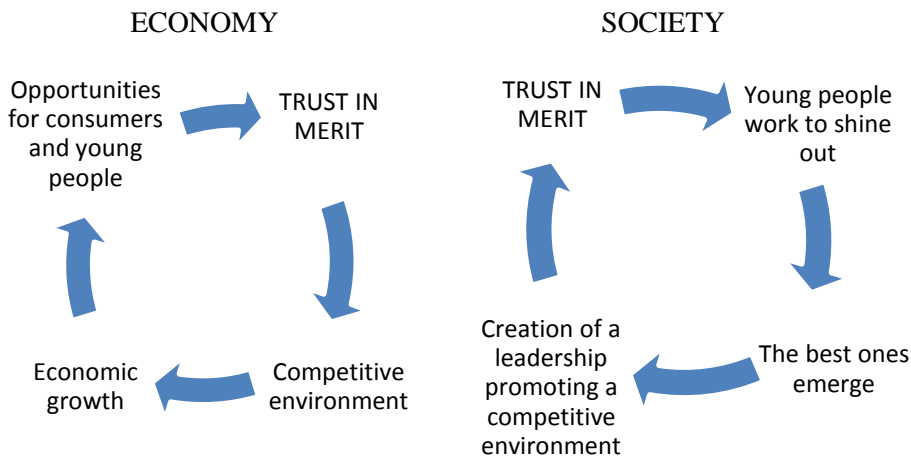 ECONOMY
Opportunities
for consumers
and young
people
TRUST IN
MERIT
Competitive
environment
Economic
growth
SOCIETY
TRUST IN
MERIT
Young people
work to shine
out
The best ones
emerge
Creation of a
leadership
promoting a
competitive
environment